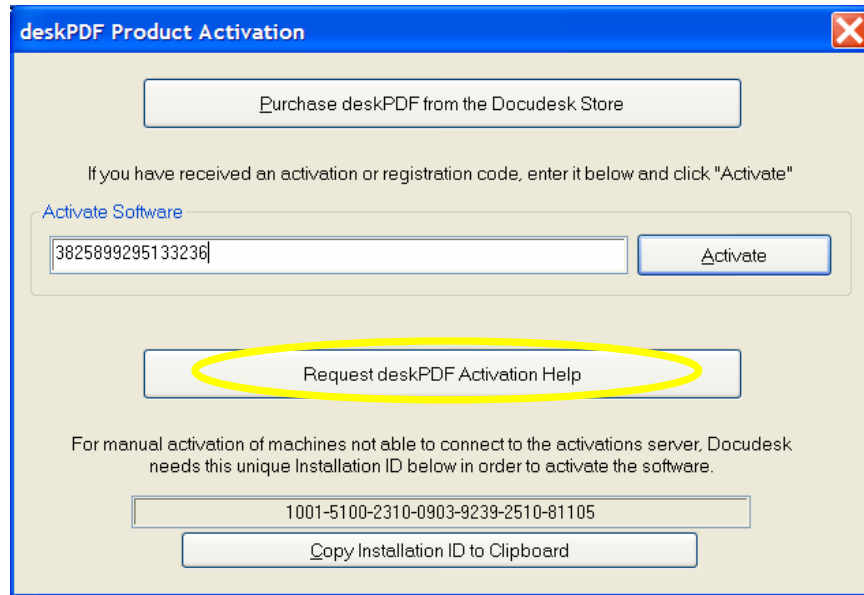 deskPDF Product Activation
Purchase deskPDF from the Docudesk Store
If you have received an activation or registration code, enter it below and click "Activate"
Activate Software
3825899295133236
Activate
Request deskPDF Activation Help
For manual activation of machines not able to connect to the activations server, Docudesk
needs this unique Installation ID below in order to activate the software.
1001-5100-2310-0903-9239-2510-81105
Copy Installation ID to Clipboard